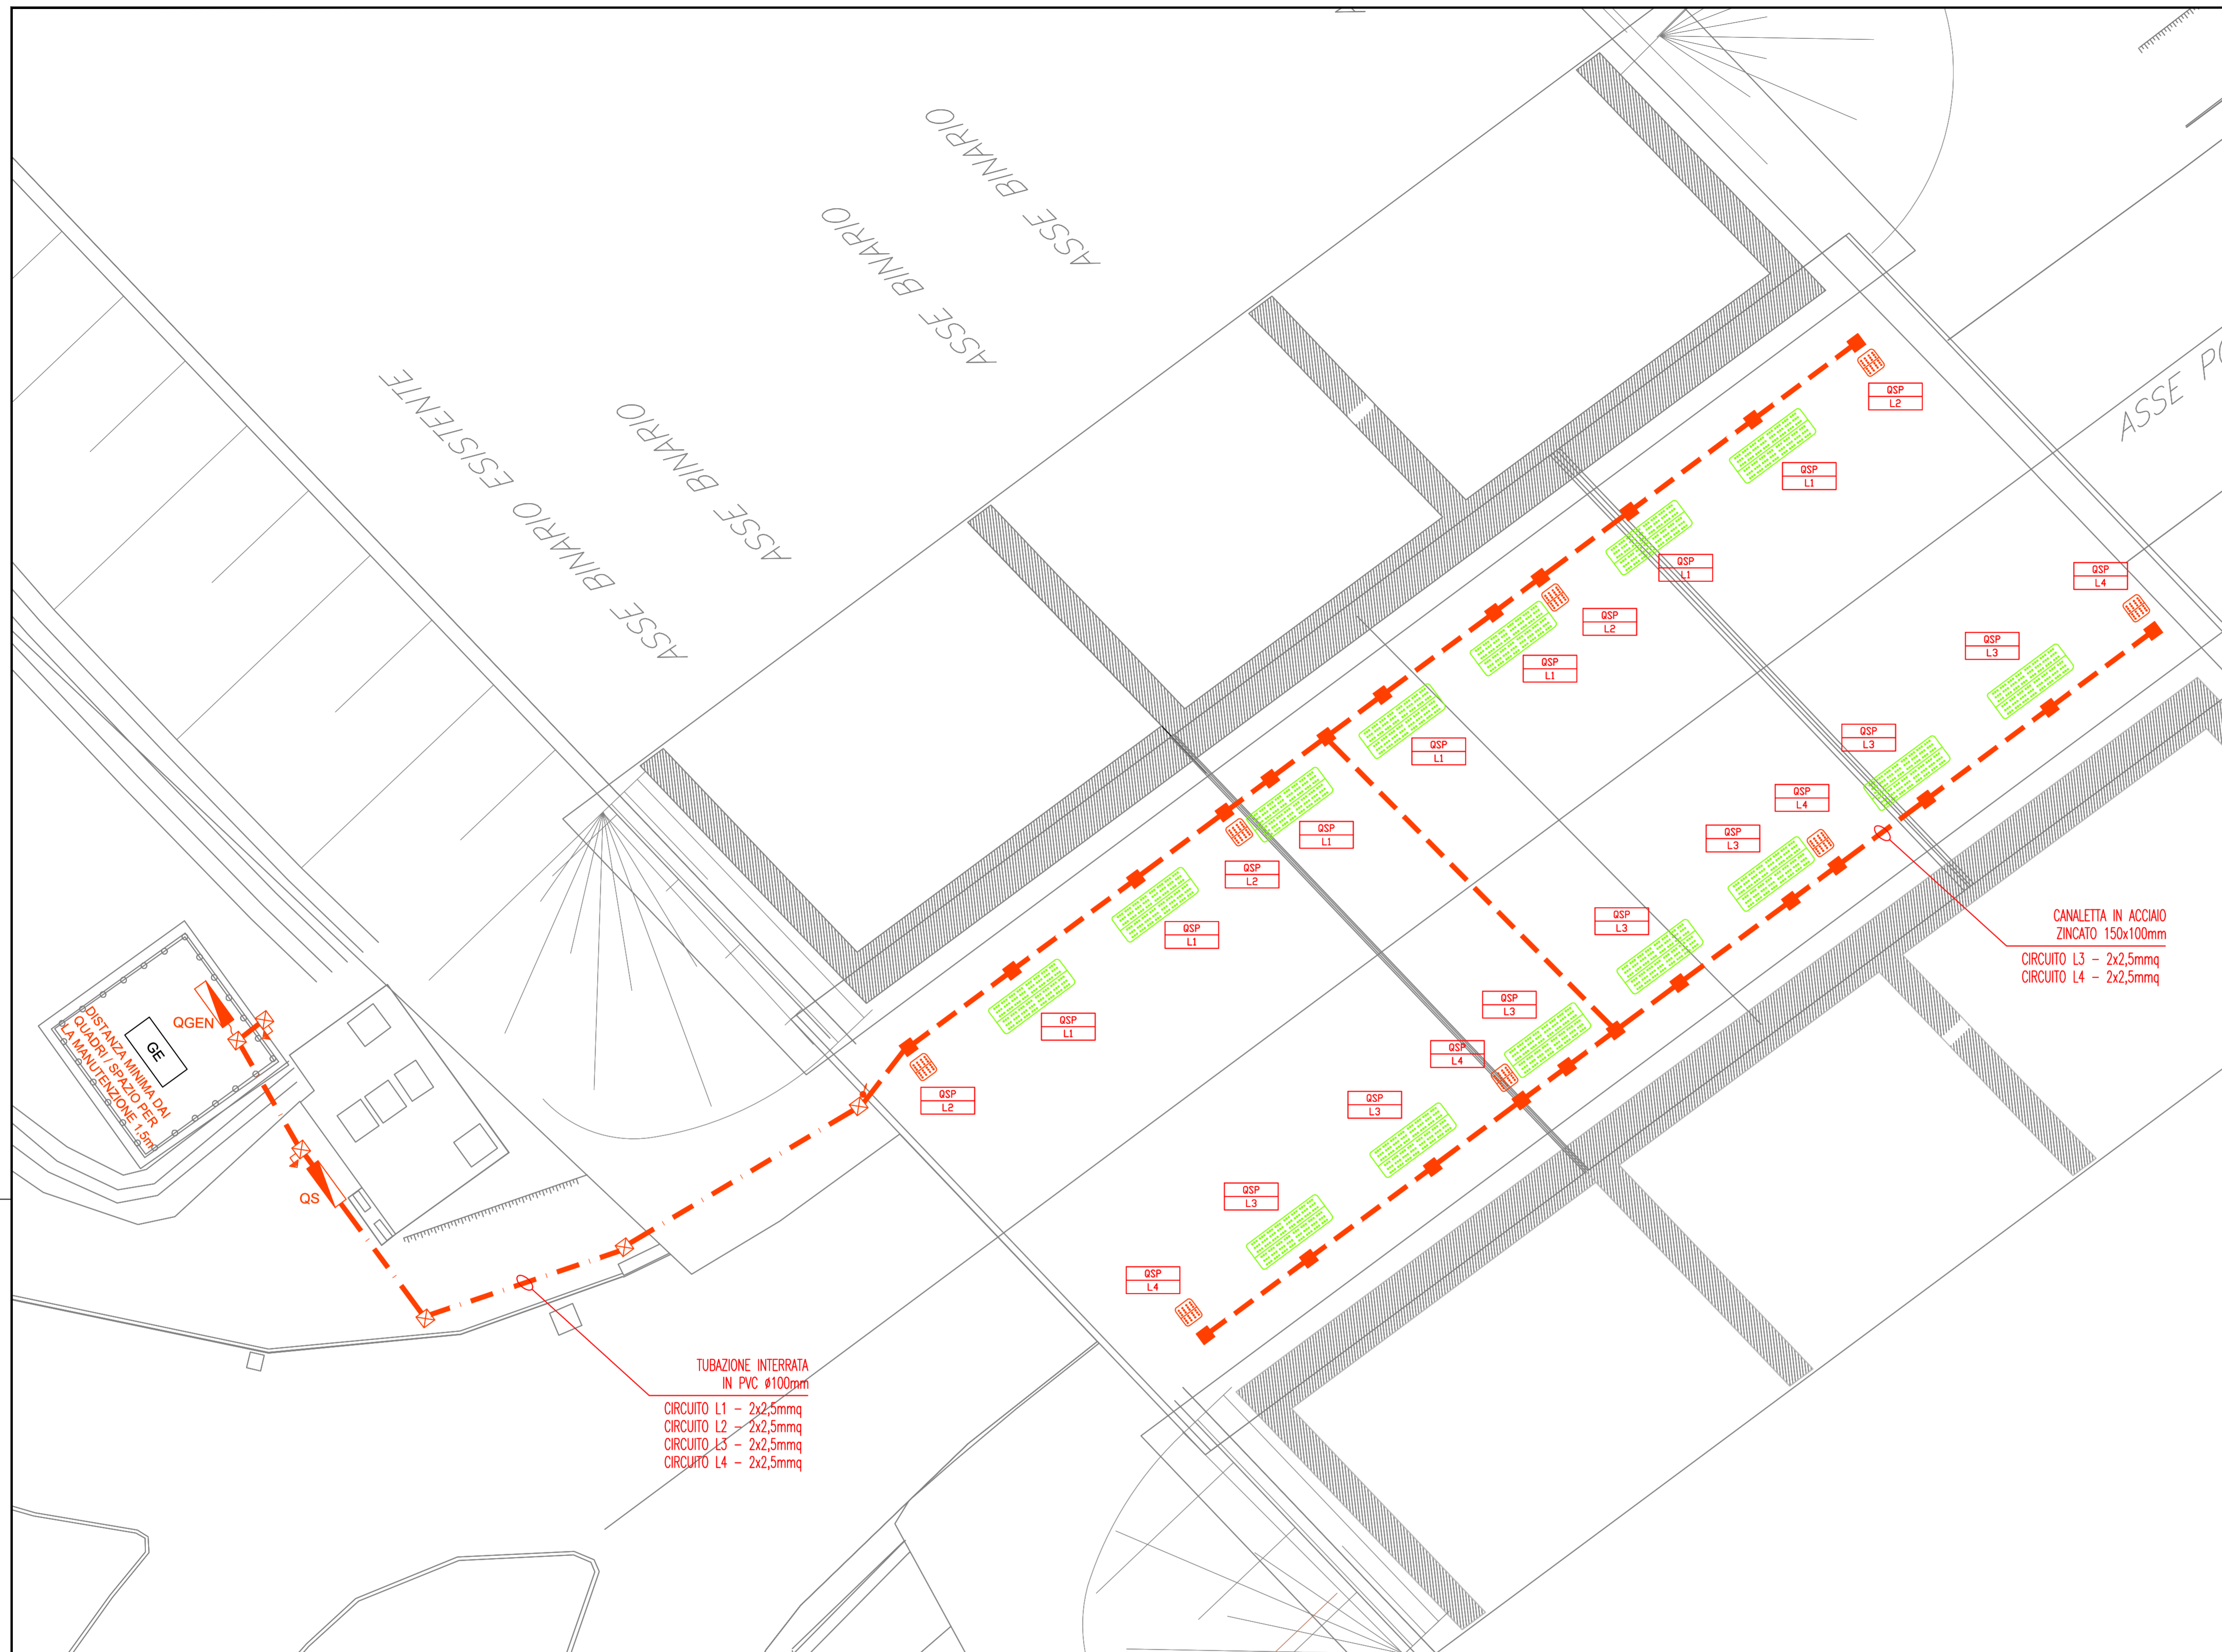 ASSE BINARIO
ASSE BINARIO
ASSE BINARIO
ASSE BINARIO ESISTENTE
ASSE
QSP
L2
QSP
L1
QSP
L1
QSP
L2
QSP
L1
QSP
L1
QSP
L1
QSP
L2
QSP
L1
QSP
L1
QSP
L2
QSP
L4
QSP
L3
QSP
L3
QSP
L4
QSP
L3
QSP
L3
QSP
L3
QSP
L4
QSP
L3
QSP
L3
QSP
L4
CANALETTA IN ACCIAIO
ZINCATO 150x100mm
CIRCUITO L3 - 2x2,5mmq
CIRCUITO L4 - 2x2,5mmq
QGEN
GE
DISTANZA MINIMA DAI
QUADRI / SPAZIO PER
LA MANUTENZIONE 1.5m
QS
TUBAZIONE INTERRATA
IN PVC ø100mm
CIRCUITO L1 - 2x2,5mmq
CIRCUITO L2 - 2x2,5mmq
CIRCUITO L3 - 2x2,5mmq
CIRCUITO L4 - 2x2,5mmq